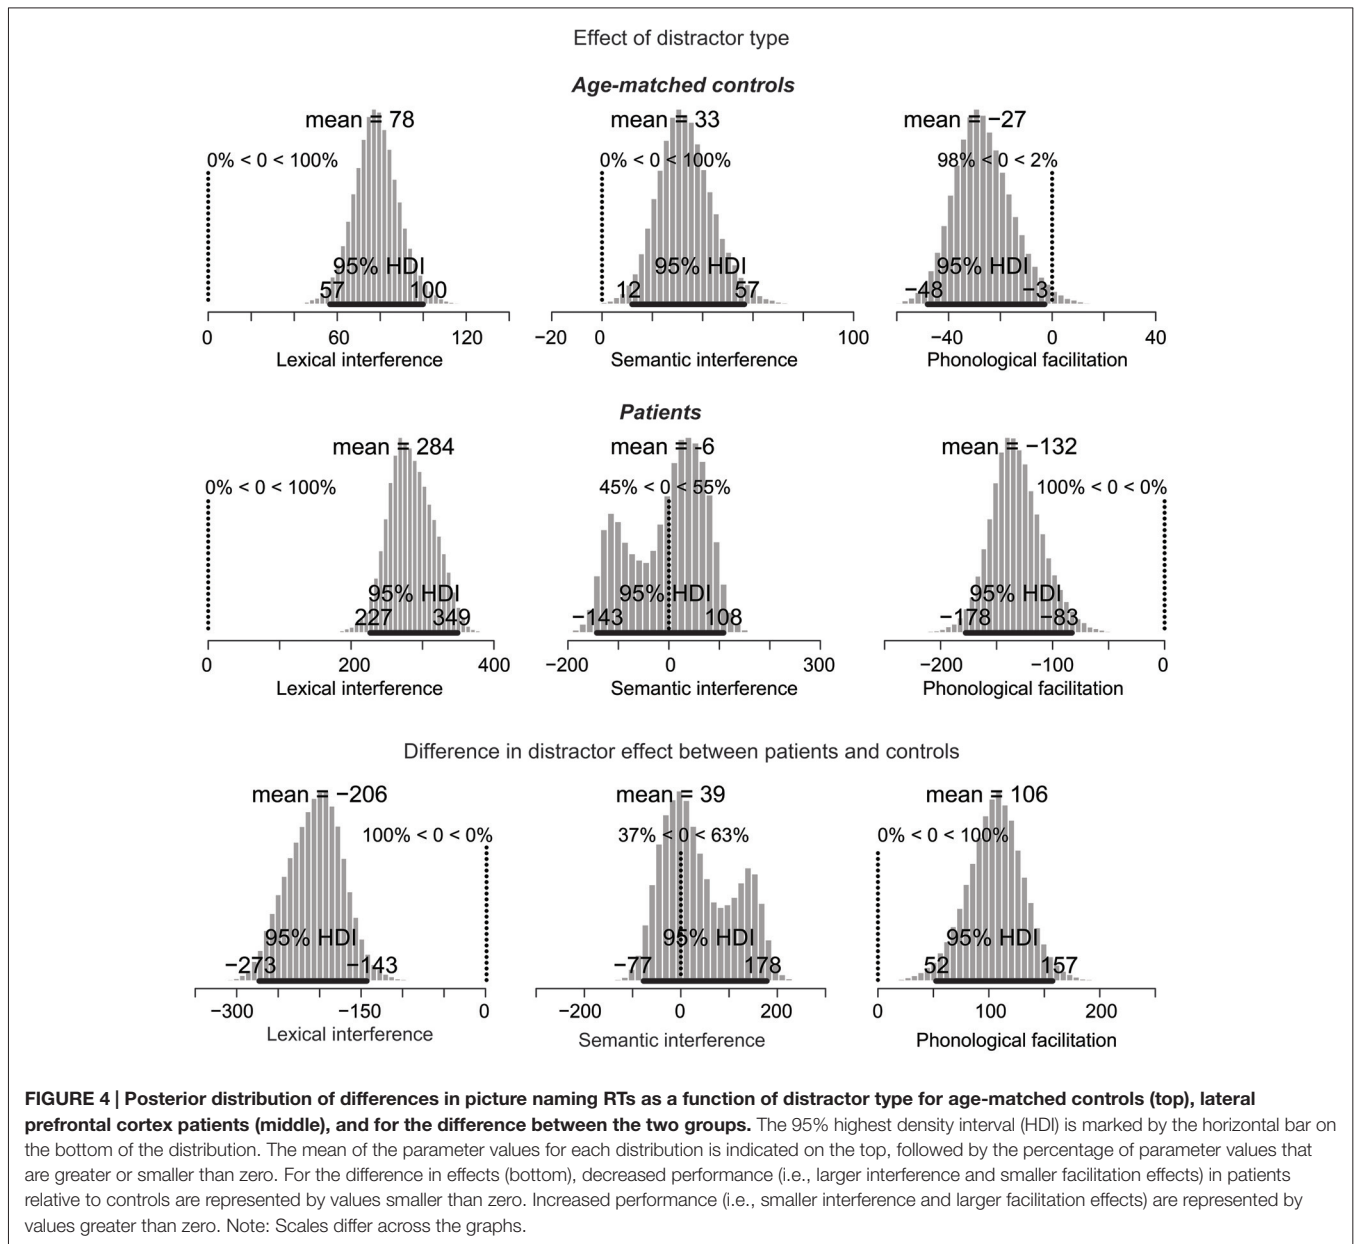 Effect of distractor type
Age-matched controls
mean = 78
mean = 33
mean = −27
0% < 0 < 100%
0% < 0 < 100%
98% < 0 < 2%
95% HDI
95% HDI
95% HDI
57
100
12
57
−48
−3
0
60
120
−20
0
100
−40
0
40
Lexical interference
Semantic interference
Phonological facilitation
Patients
mean = 284
mean = -6
mean = −132
0% < 0 < 100%
45% < 0 < 55%
100% < 0 < 0%
95% HDI
95% HDI
95% HDI
227
349
−143
108
−178
−83
0
200
400
−200
0
300
−200
−100
0
Lexical interference
Semantic interference
Phonological facilitation
Difference in distractor effect between patients and controls
mean = −206
mean = 39
mean = 106
100% < 0 < 0%
37% < 0 < 63%
0% < 0 < 100%
95% HDI
95% HDI
95% HDI
−273
−143
−77
178
52
157
−300
−150
0
−200
0
200
0
100
200
Lexical interference
Semantic interference
Phonological facilitation
FIGURE 4 | Posterior distribution of differences in picture naming RTs as a function of distractor type for age-matched controls (top), lateral
prefrontal cortex patients (middle), and for the difference between the two groups. The 95% highest density interval (HDI) is marked by the horizontal bar on
the bottom of the distribution. The mean of the parameter values for each distribution is indicated on the top, followed by the percentage of parameter values that
are greater or smaller than zero. For the difference in effects (bottom), decreased performance (i.e., larger interference and smaller facilitation effects) in patients
relative to controls are represented by values smaller than zero. Increased performance (i.e., smaller interference and larger facilitation effects) are represented by
values greater than zero. Note: Scales differ across the graphs.